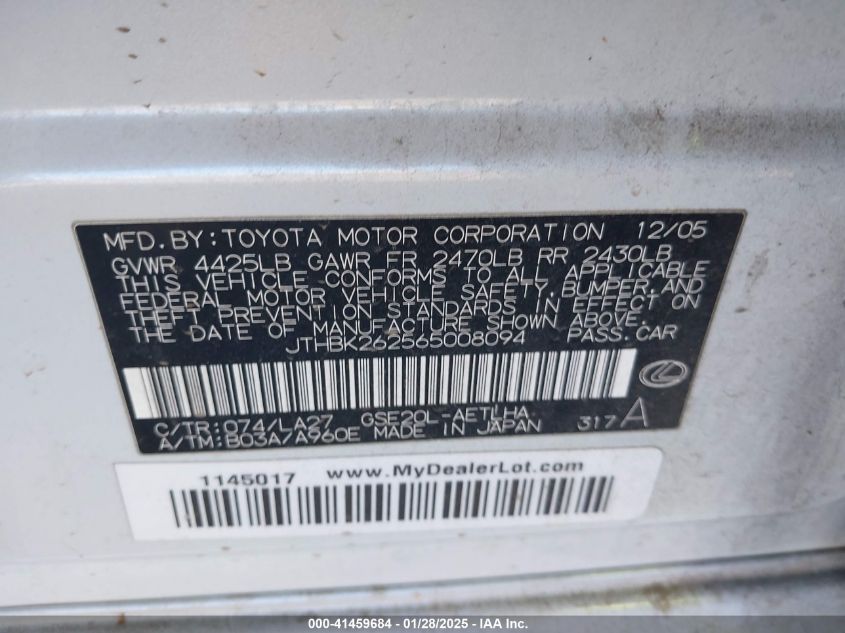 MFD. BY: TOYOTA MOTOR CORPORATION 12/05
GVWR 4425LB GAWR FR 2470LB RR 2430LB
THIS VEHICLE CONFORMS TO ALL APPLICABLE
FEDERAL MOTOR VEHICLE SAFETY, BUMPER, AND
THEFT PREVENTION STANDARDS IN EFFECT ON
THE DATE OF MANUFACTURE SHOWN ABOVE.
JTHBK262565008094 PASS. CAR
C/TR: 074/LA27 GSE20L-AETLHA
A/TM: B03A/A960E MADE IN JAPAN 317A
1145017 www.MyDealerLot.com
000-41459684 - 01/28/2025 - IAA Inc.